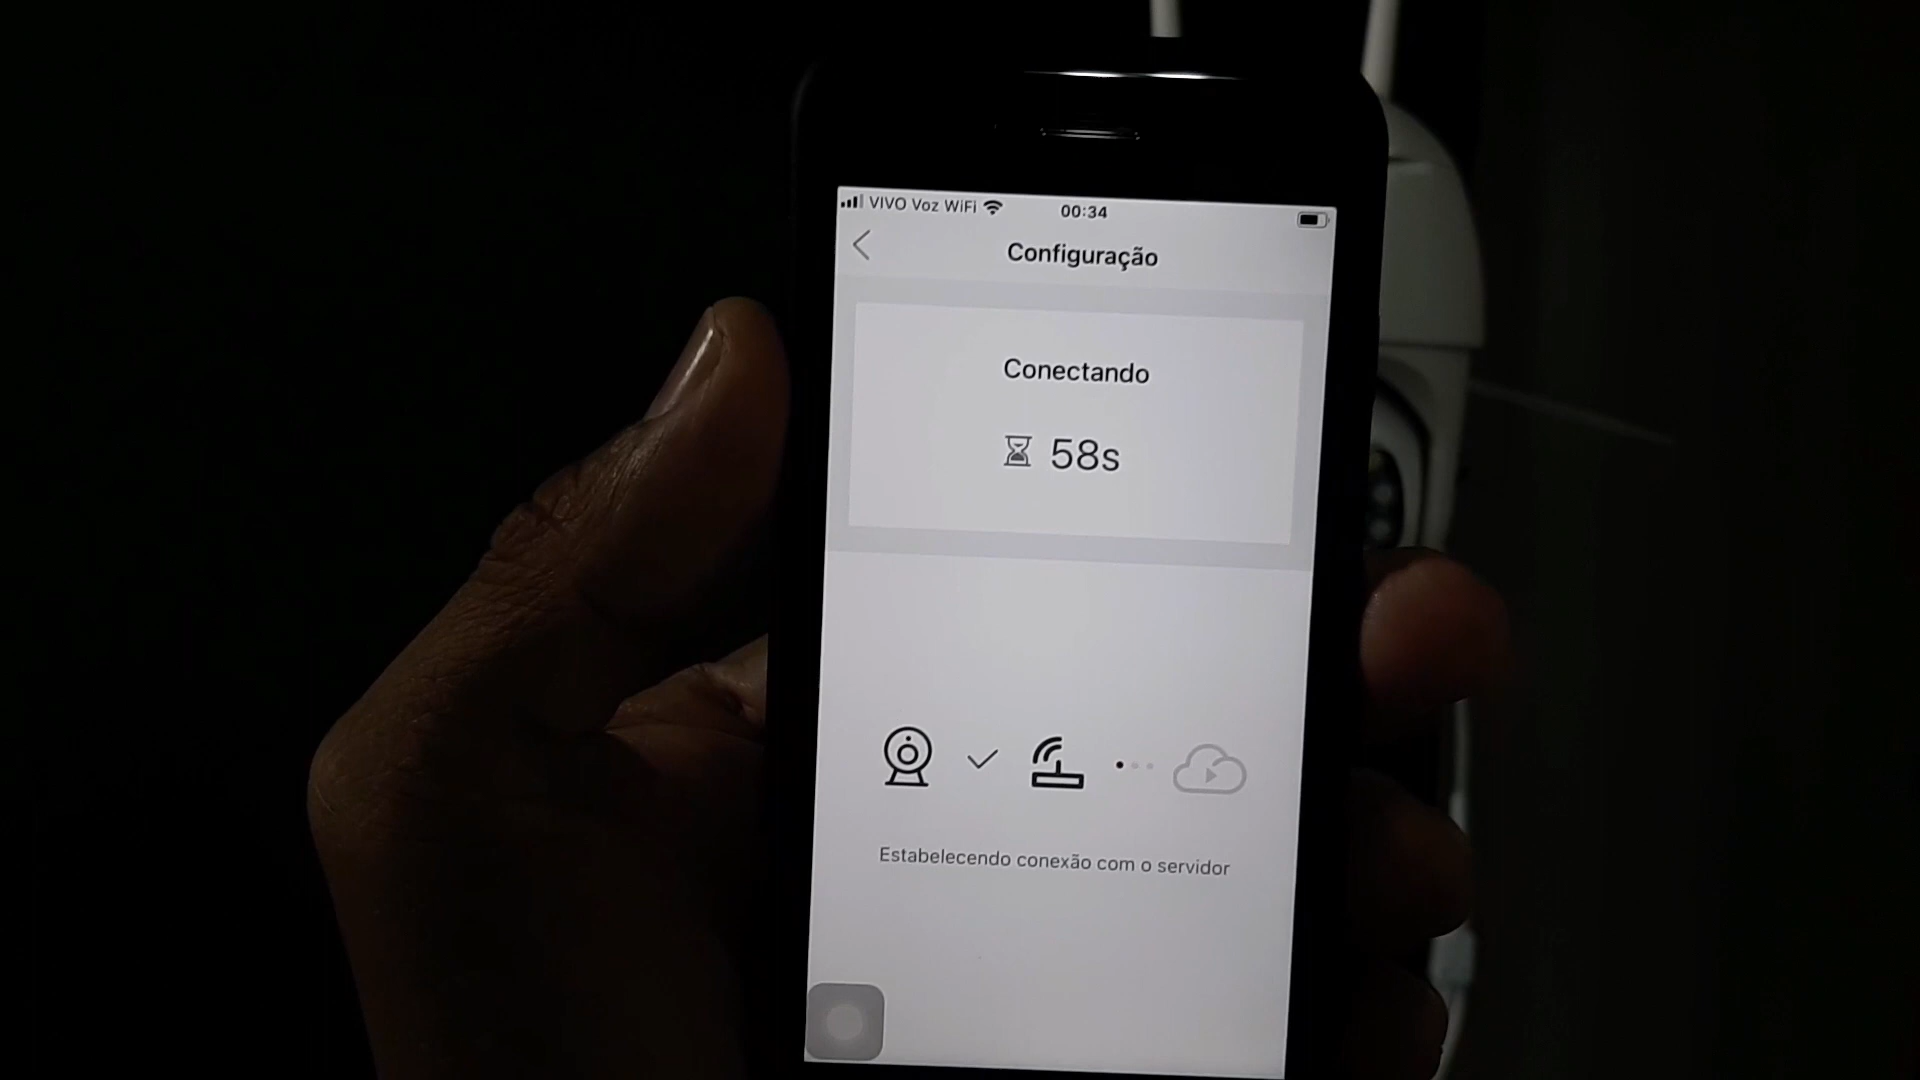 VIVO Voz WiFi 00:34
Configuração
Conectando
58s
Estabelecendo conexão com o servidor